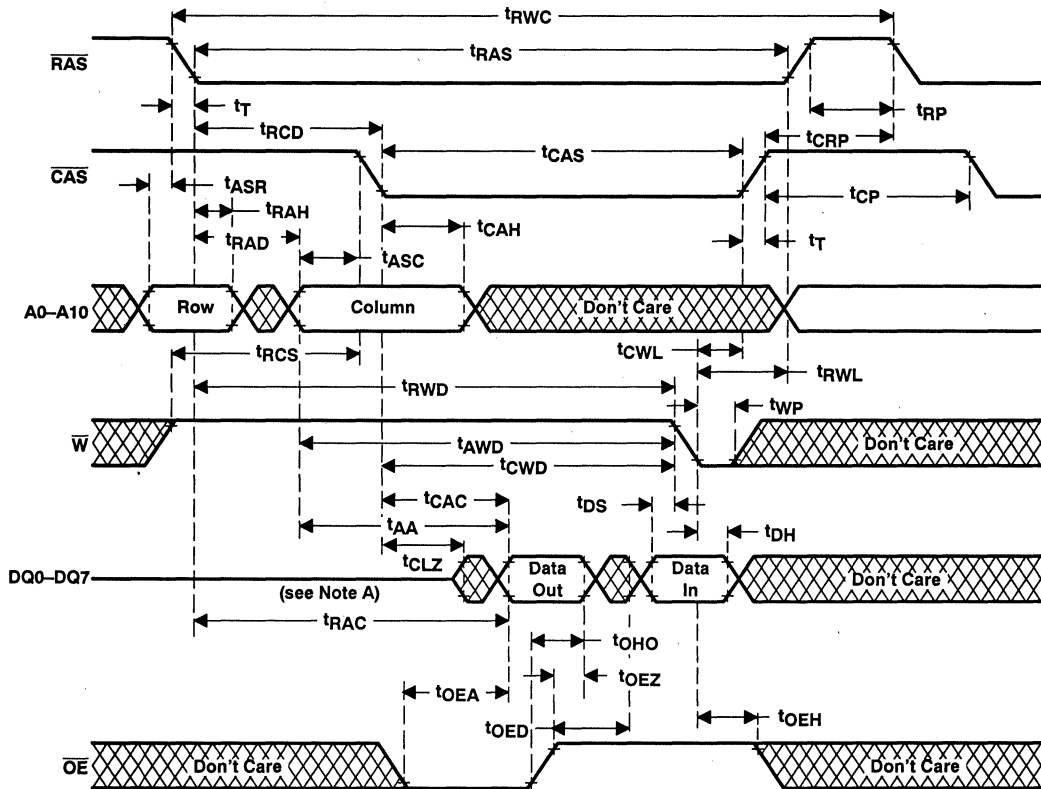 tRWC
tRAS
RAS
tT
tRP
tRCD
tCRP
tCAS
CAS
tASR
tCP
tRAH
tCAH
tRAD
tT
tASC
A0–A10
Row
Column
Don't Care
tRCS
tCWL
tRWL
tRWD
tWP
W
tAWD
Don't Care
tCWD
tCAC
tDS
tAA
tDH
tCLZ
DQ0–DQ7
Data Out
Data In
Don't Care
(see Note A)
tRAC
tOHO
tOEZ
tOEA
tOED
tOEH
OE
Don't Care
Don't Care